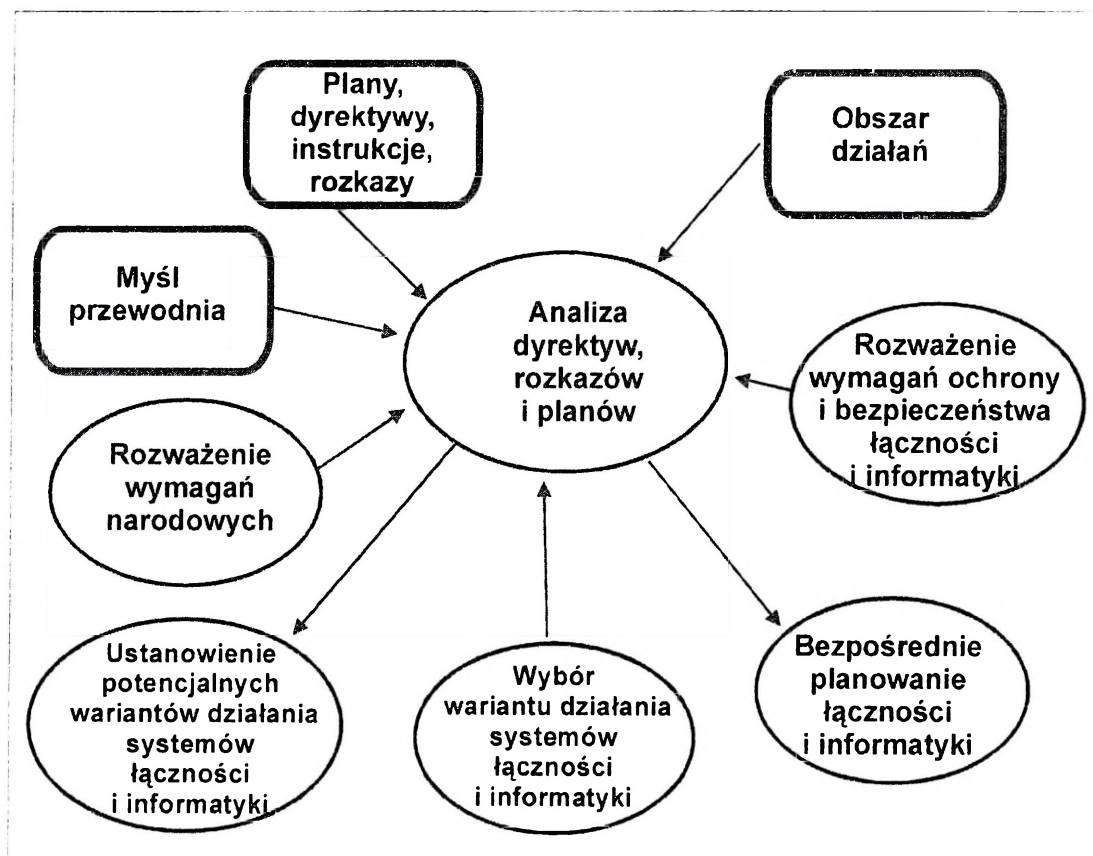 Plany,
dyrektywy,
instrukcje,
rozkazy
Obszar
działań
Myśl
przewodnia
Analiza
dyrektyw,
rozkazów
i planów
Rozważenie
wymagań ochrony
i bezpieczeństwa
łączności
i informatyki
Rozważenie
wymagań
narodowych
Ustanowienie
potencjalnych
wariantów działania
systemów
łączności
i informatyki
Wybór
wariantu działania
systemów
łączności
i informatyki
Bezpośrednie
planowanie
łączności
i informatyki